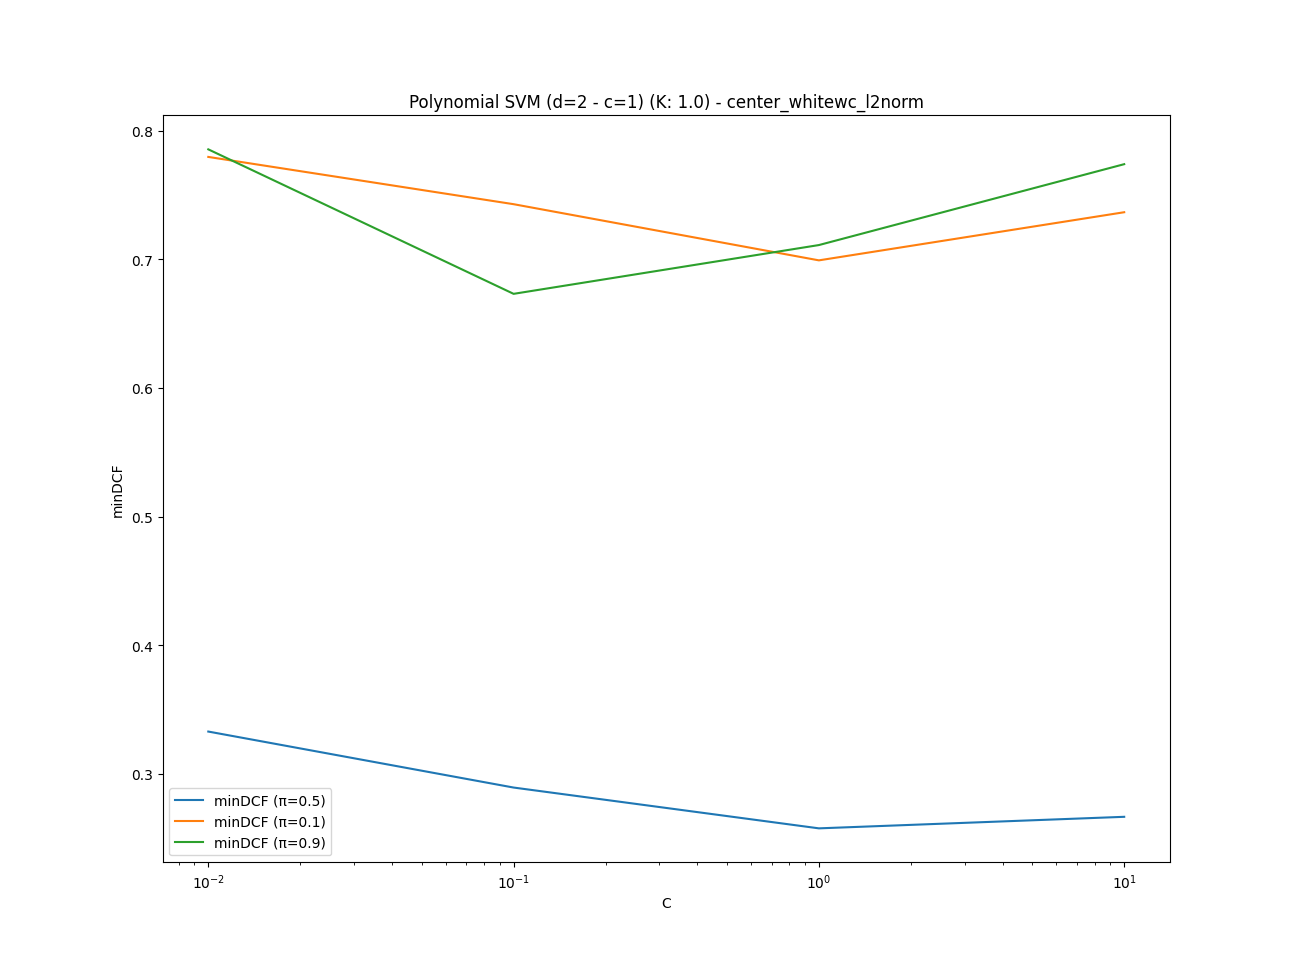 Polynomial SVM (d=2 - c=1) (K: 1.0) - center_whitewc_l2norm
0.8
0.7
0.6
0.5
0.4
0.3
minDCF
minDCF (π=0.5)
minDCF (π=0.1)
minDCF (π=0.9)
10⁻² 10⁻¹ 10⁰ 10¹
C